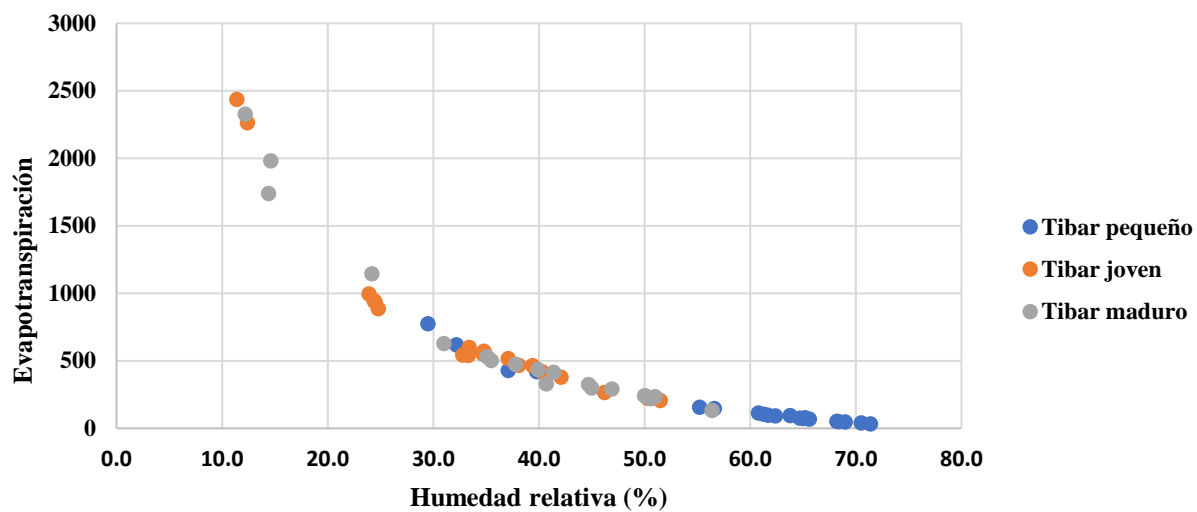 3000
2500
2000
1500
1000
500
0
Evapotranspiración
0.0 10.0 20.0 30.0 40.0 50.0 60.0 70.0 80.0
Humedad relativa (%)
Tibar pequeño
Tibar joven
Tibar maduro